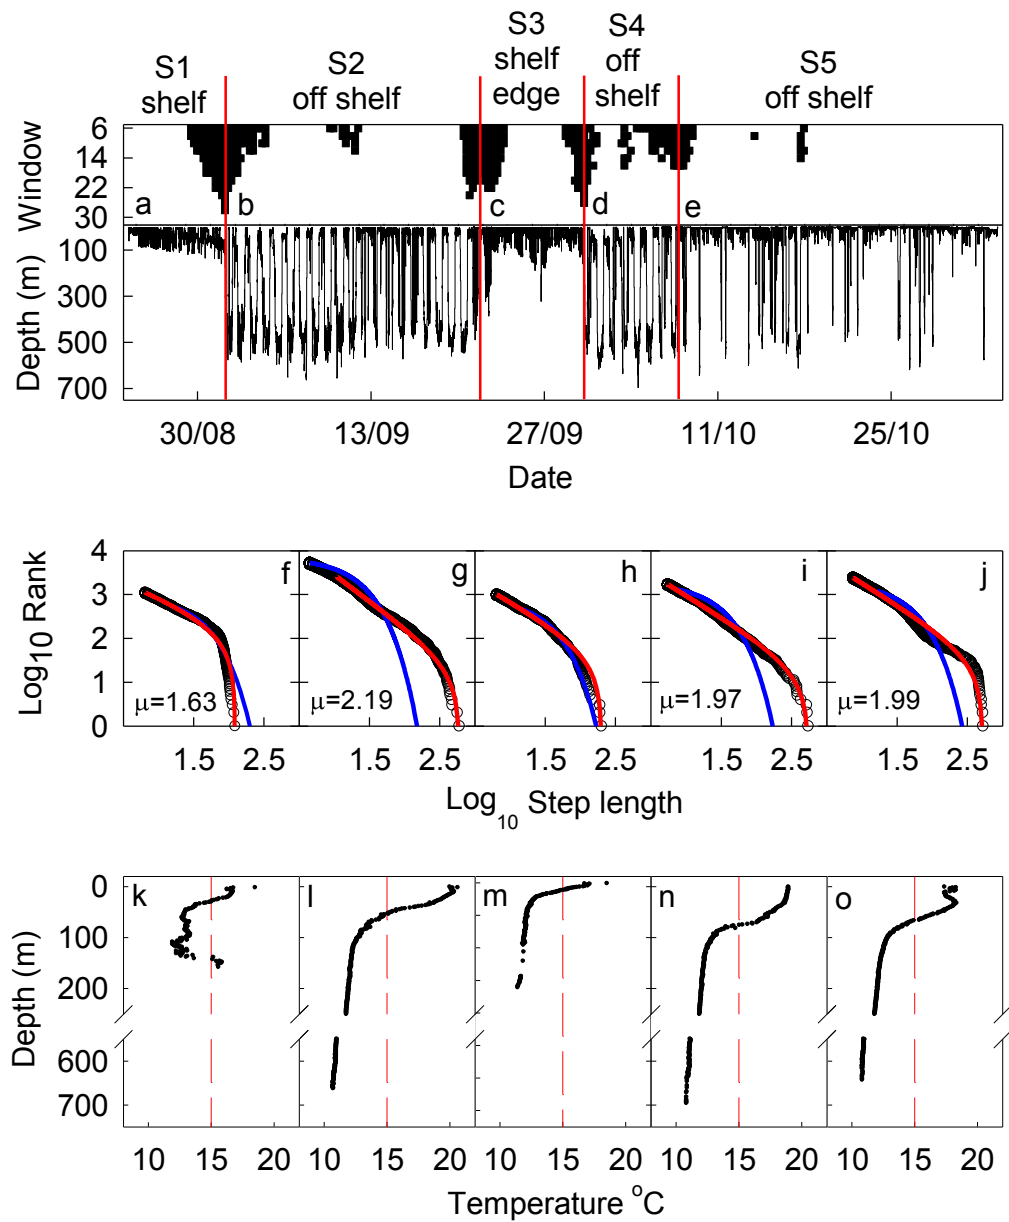 S1
shelf
S2
off shelf
S3
shelf
edge
S4
off
shelf
S5
off shelf
Window
6
14
22
30
a
b
c
d
e
Depth (m)
100
300
500
700
30/08
13/09
27/09
11/10
25/10
Date
Log10 Rank
4
3
2
1
0
f
g
h
i
j
μ=1.63
μ=2.19
μ=1.97
μ=1.99
1.5
2.5
1.5
2.5
1.5
2.5
1.5
2.5
1.5
2.5
Log10 Step length
Depth (m)
0
100
200
600
700
k
l
m
n
o
10
15
20
10
15
20
10
15
20
10
15
20
10
15
20
Temperature oC